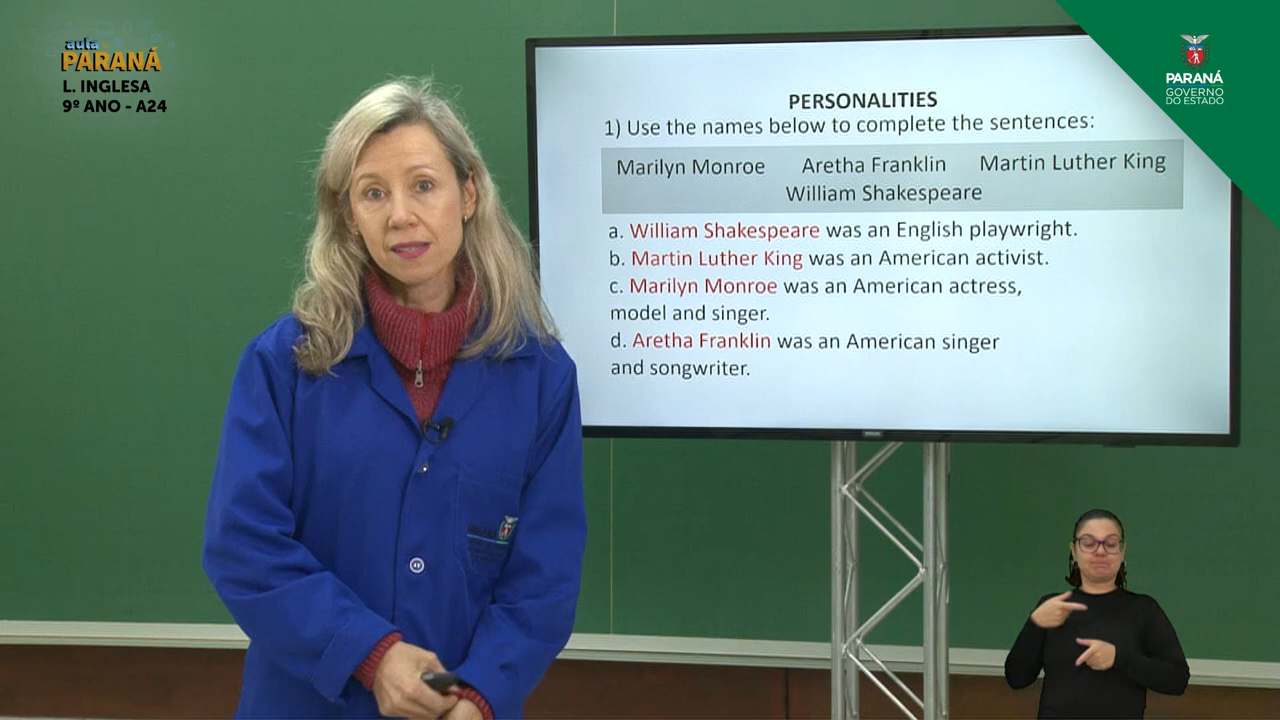 aula
PARANÁ
L. INGLESA
9º ANO - A24
PARANÁ
GOVERNO
DO ESTADO
PERSONALITIES
1) Use the names below to complete the sentences:
Marilyn Monroe Aretha Franklin Martin Luther King
William Shakespeare
a. William Shakespeare was an English playwright.
b. Martin Luther King was an American activist.
c. Marilyn Monroe was an American actress,
model and singer.
d. Aretha Franklin was an American singer
and songwriter.